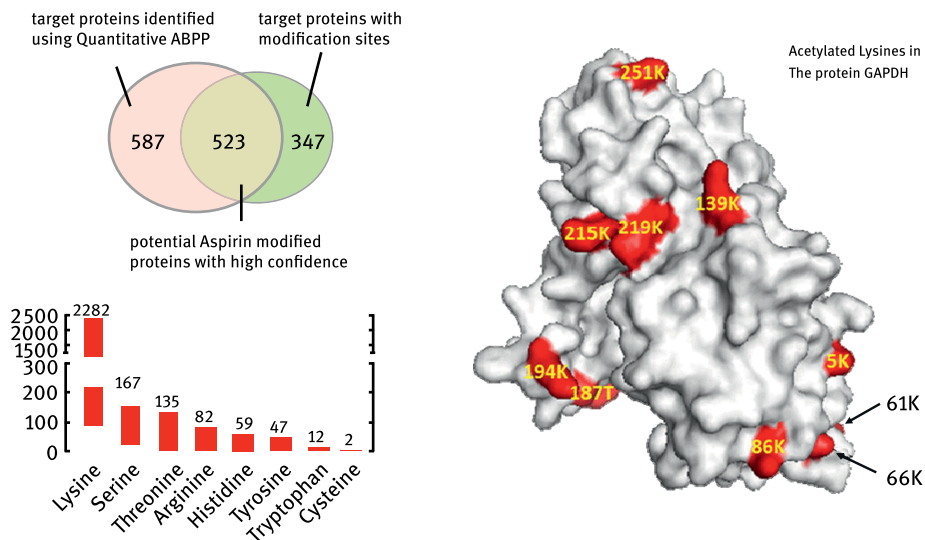 target proteins identified
using Quantitative ABPP
target proteins with
modification sites
587
523
347
potential Aspirin modified
proteins with high confidence
2500
2000
1500
300
200
100
0
2282
167
135
82
59
47
12
2
Lysine
Serine
Threonine
Arginine
Histidine
Tyrosine
Tryptophan
Cysteine
Acetylated Lysines in
The protein GAPDH
251K
139K
215K
219K
194K
187T
5K
61K
86K
66K